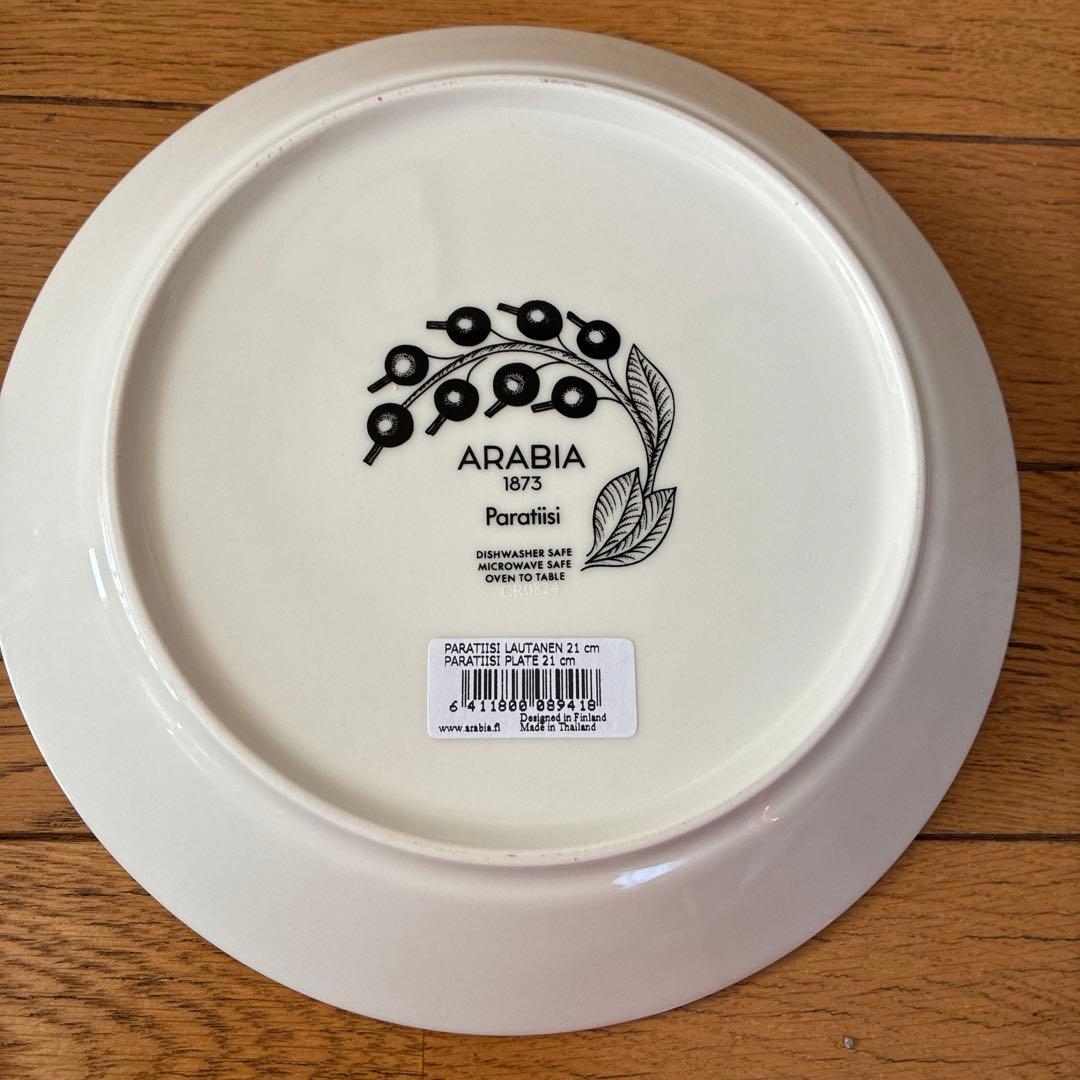 ARABIA
1873
Paratiisi
DISHWASHER SAFE
MICROWAVE SAFE
OVEN TO TABLE
CR0824
PARATIISI LAUTANEN 21 cm
PARATIISI PLATE 21 cm
6 411800 089418
Designed in Finland
www.arabia.fi Made in Thailand